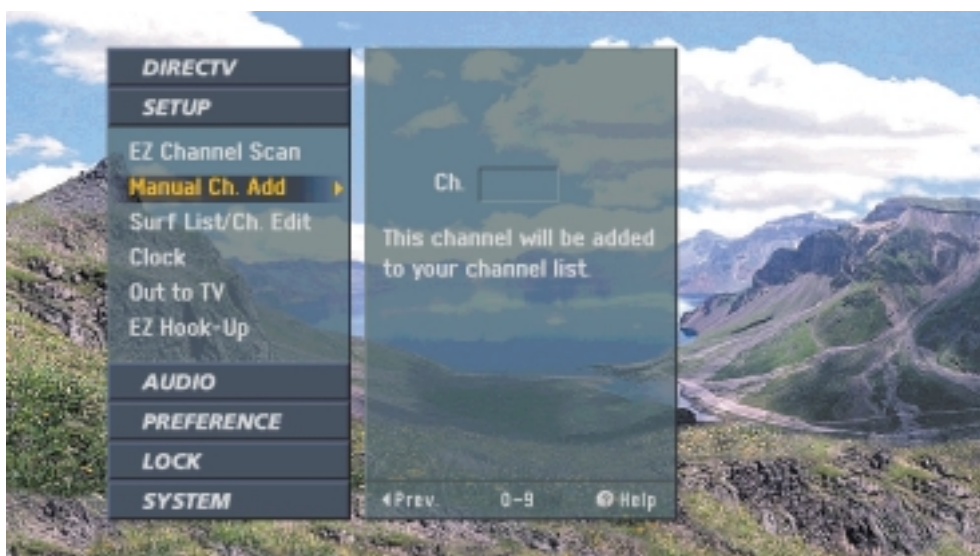 DIRECTV
SETUP
EZ Channel Scan
Manual Ch. Add
Surf List/Ch. Edit
Clock
Out to TV
EZ Hook-Up
AUDIO
PREFERENCE
LOCK
SYSTEM
Ch.
This channel will be added
to your channel list.
Prev. 0-9 Help